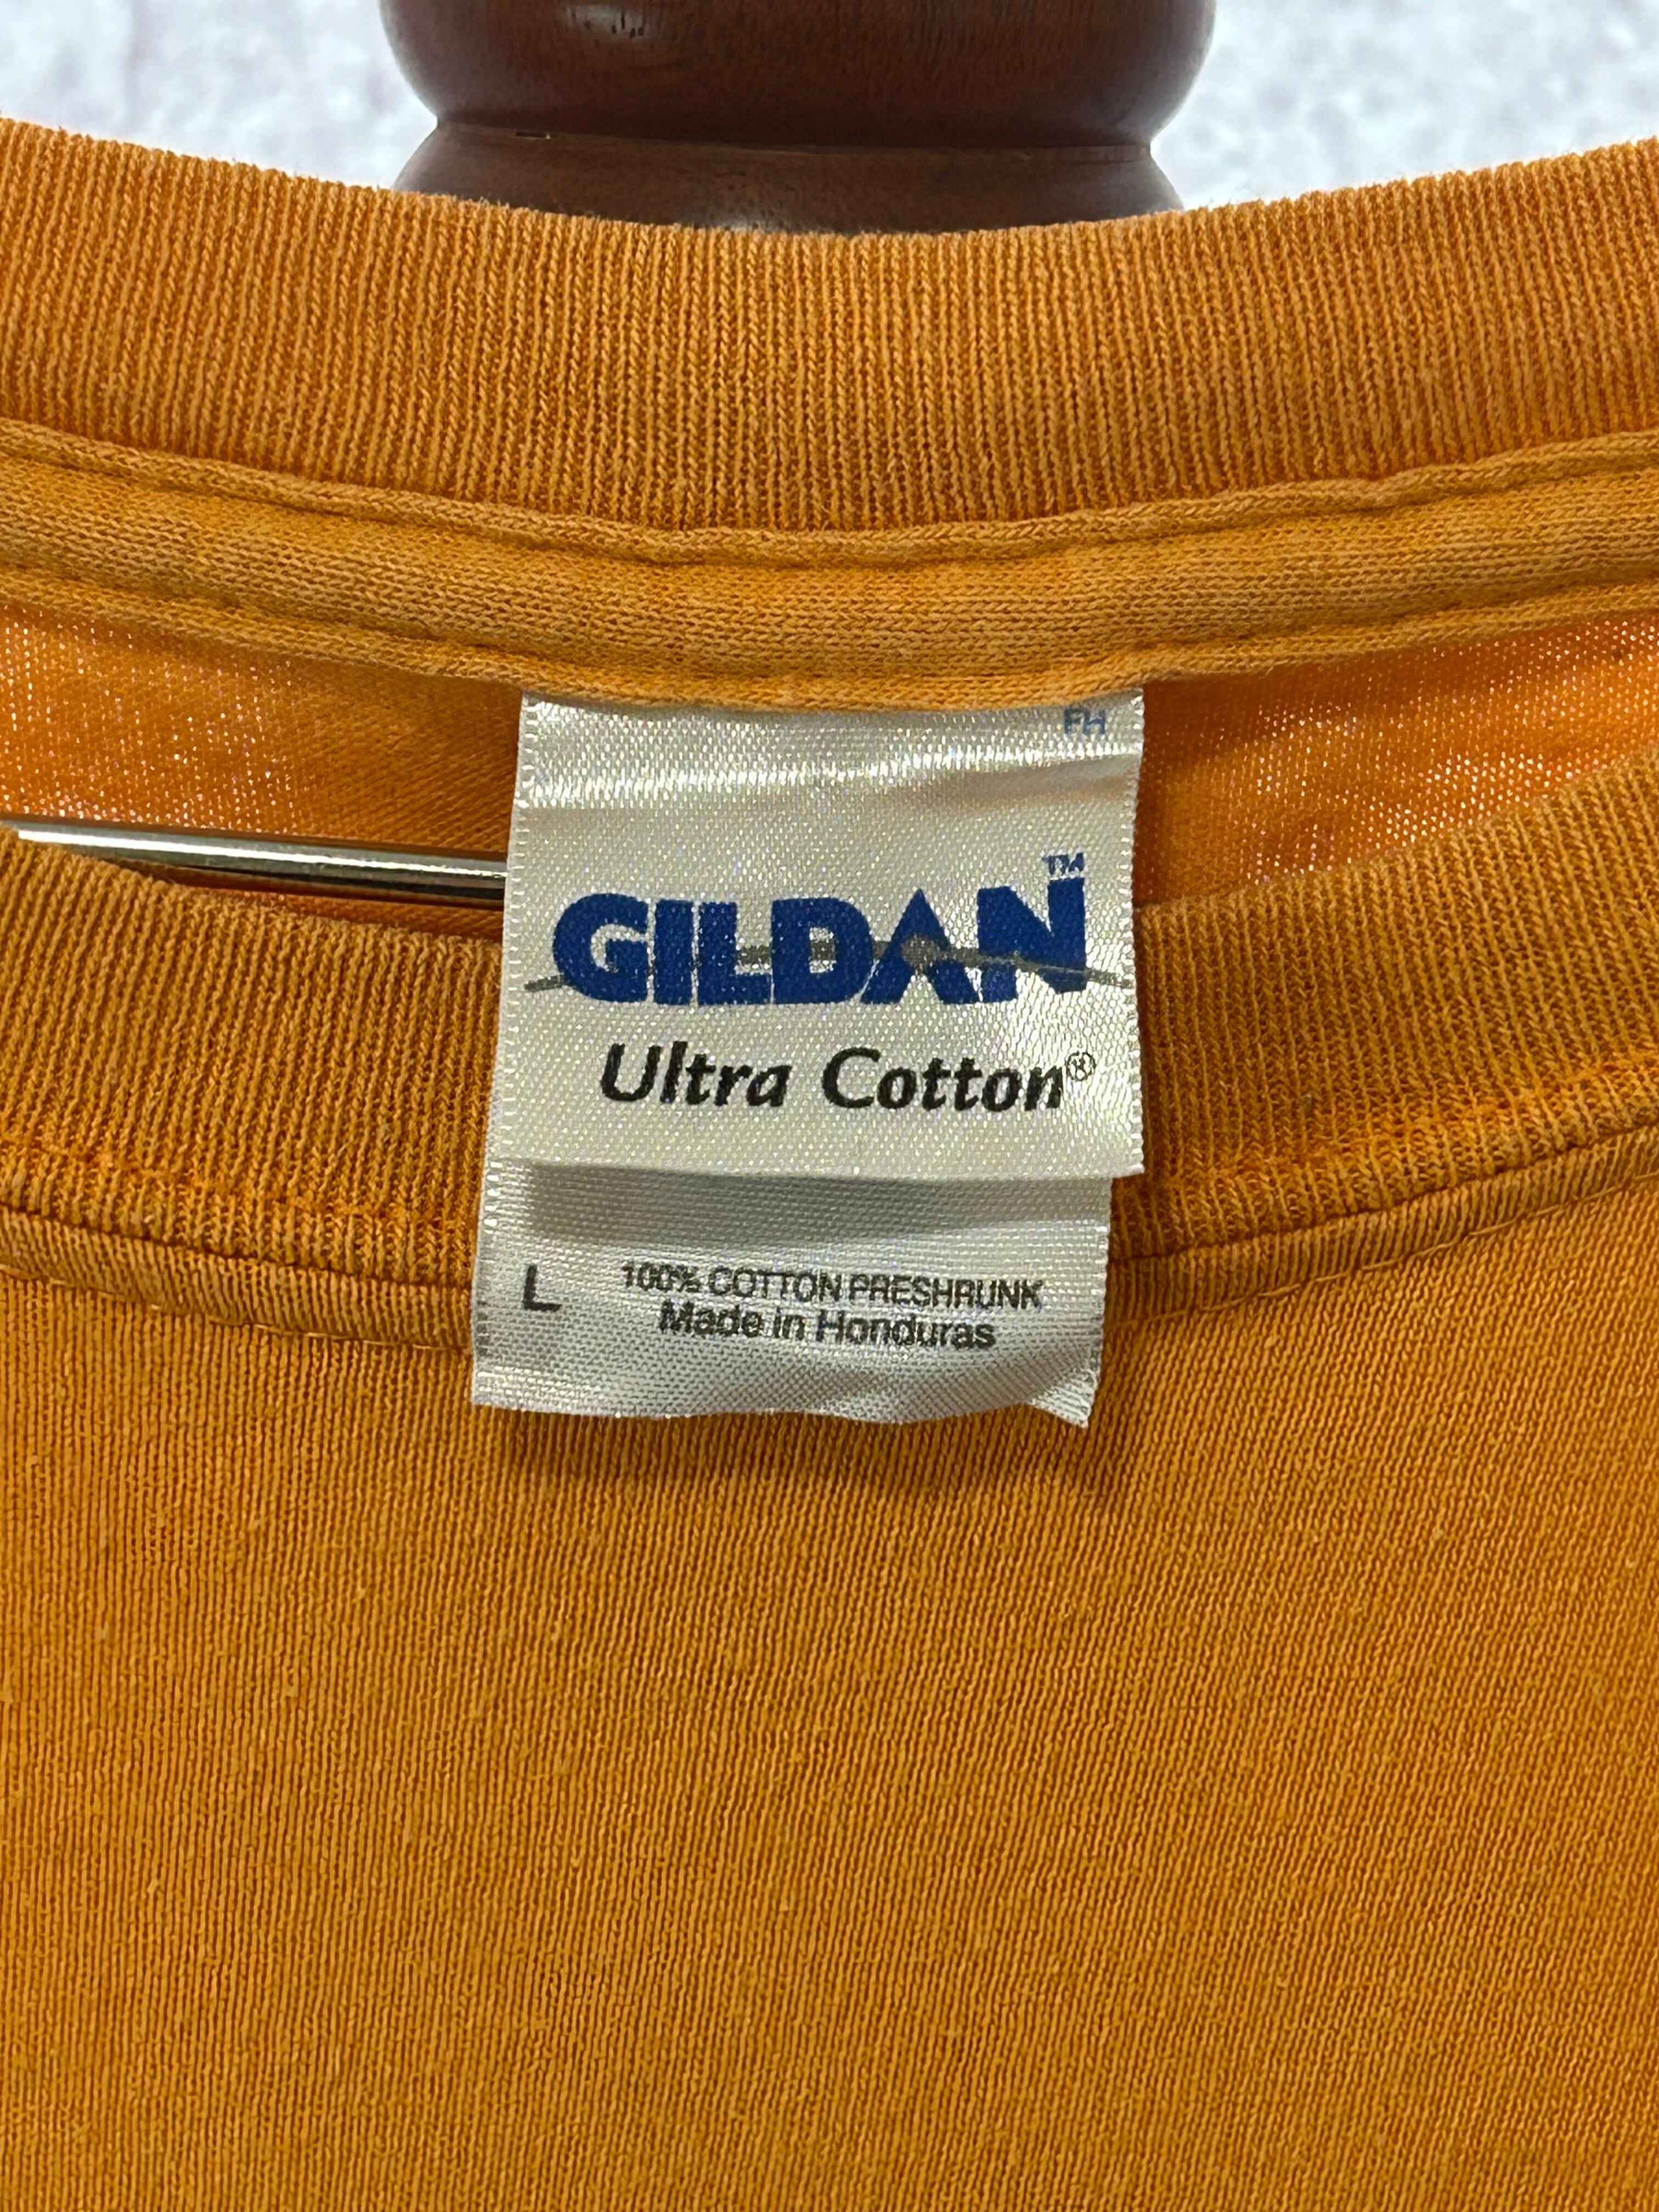 FH
GILDAN™
Ultra Cotton®
L 100% COTTON PRESHRUNK
Made in Honduras